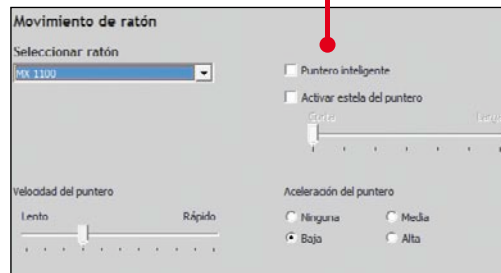 Movimiento de ratón
Seleccionar ratón
MX 1100
Puntero inteligente
Activar estela del puntero
Corta
Velocidad del puntero
Lento Rápido
Aceleración del puntero
Ninguna Media
Baja Alta